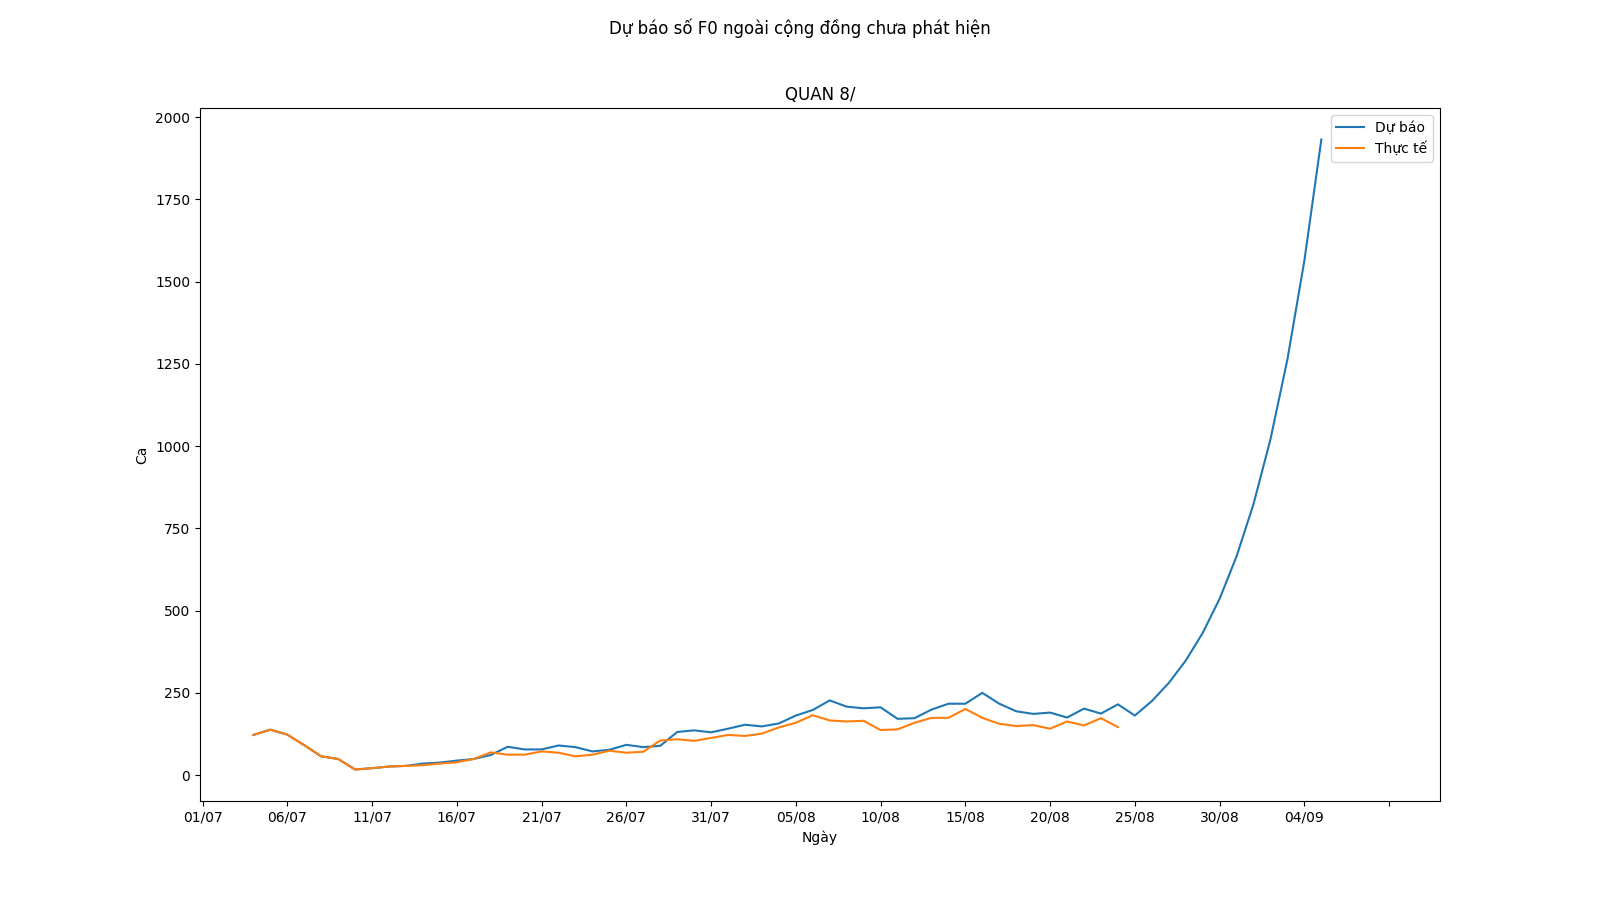 Dự báo số F0 ngoài cộng đồng chưa phát hiện
QUAN 8/
Dự báo
Thực tế
Ca
2000
1750
1500
1250
1000
750
500
250
0
01/07 06/07 11/07 16/07 21/07 26/07 31/07 05/08 10/08 15/08 20/08 25/08 30/08 04/09
Ngày